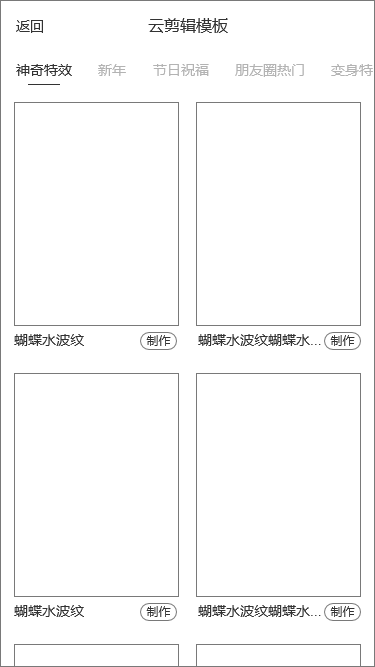 返回 云剪辑模板
神奇特效 新年 节日祝福 朋友圈热门 变身特
蝴蝶水波纹 制作 蝴蝶水波纹蝴蝶水... 制作
蝴蝶水波纹 制作 蝴蝶水波纹蝴蝶水... 制作